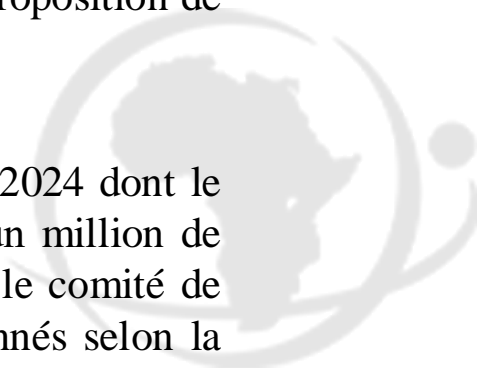 roposition de
2024 dont le
un million de
le comité de
nnés selon la